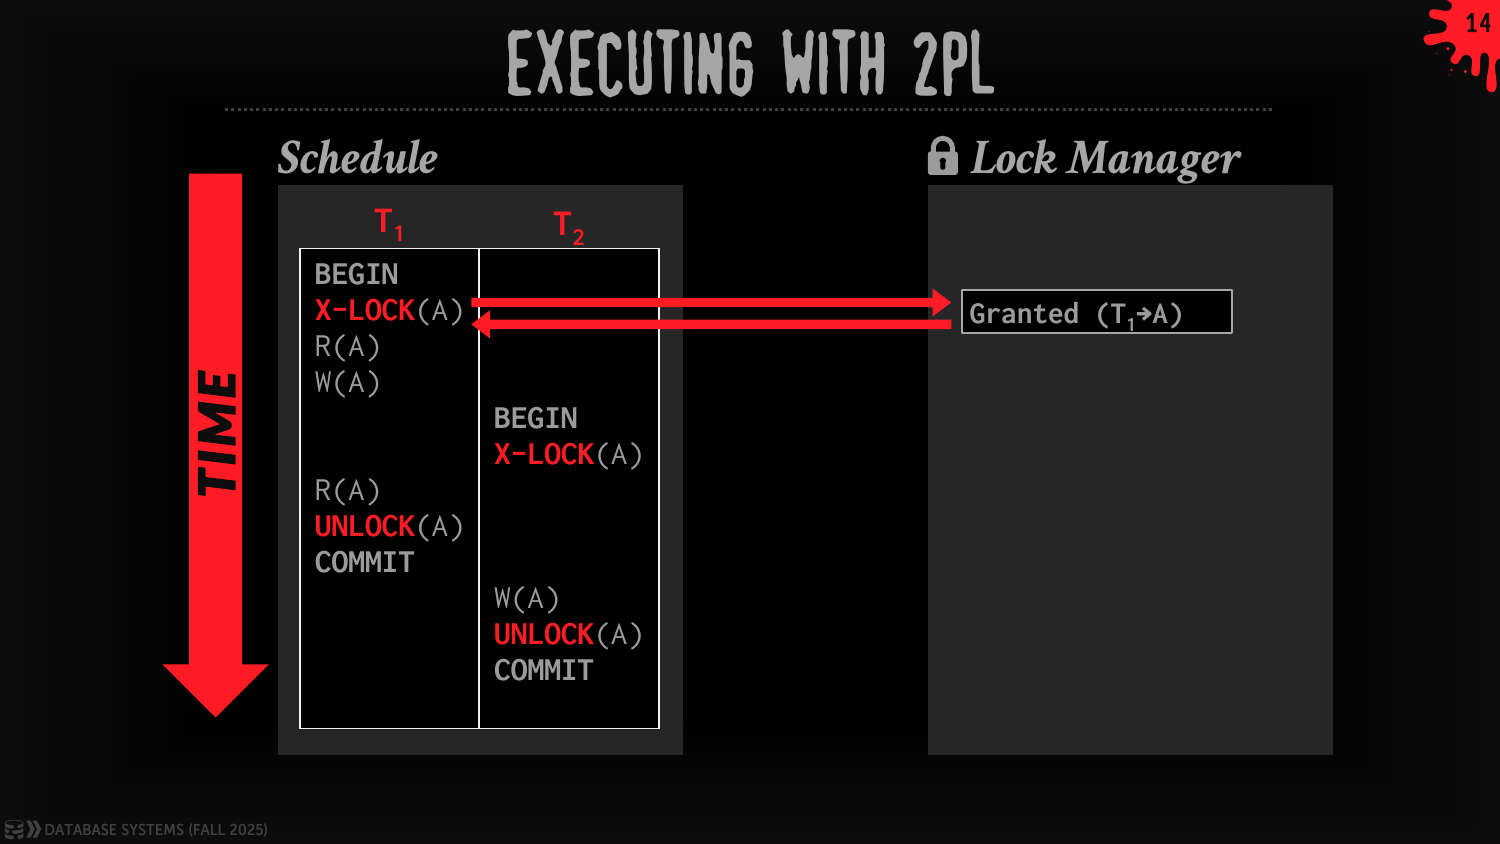 14
EXECUTING WITH 2PL
Schedule
Lock Manager
TIME
T1
T2
BEGIN
X-LOCK(A)
Granted (T1→A)
R(A)
W(A)
BEGIN
X-LOCK(A)
R(A)
UNLOCK(A)
COMMIT
W(A)
UNLOCK(A)
COMMIT
DATABASE SYSTEMS (FALL 2025)